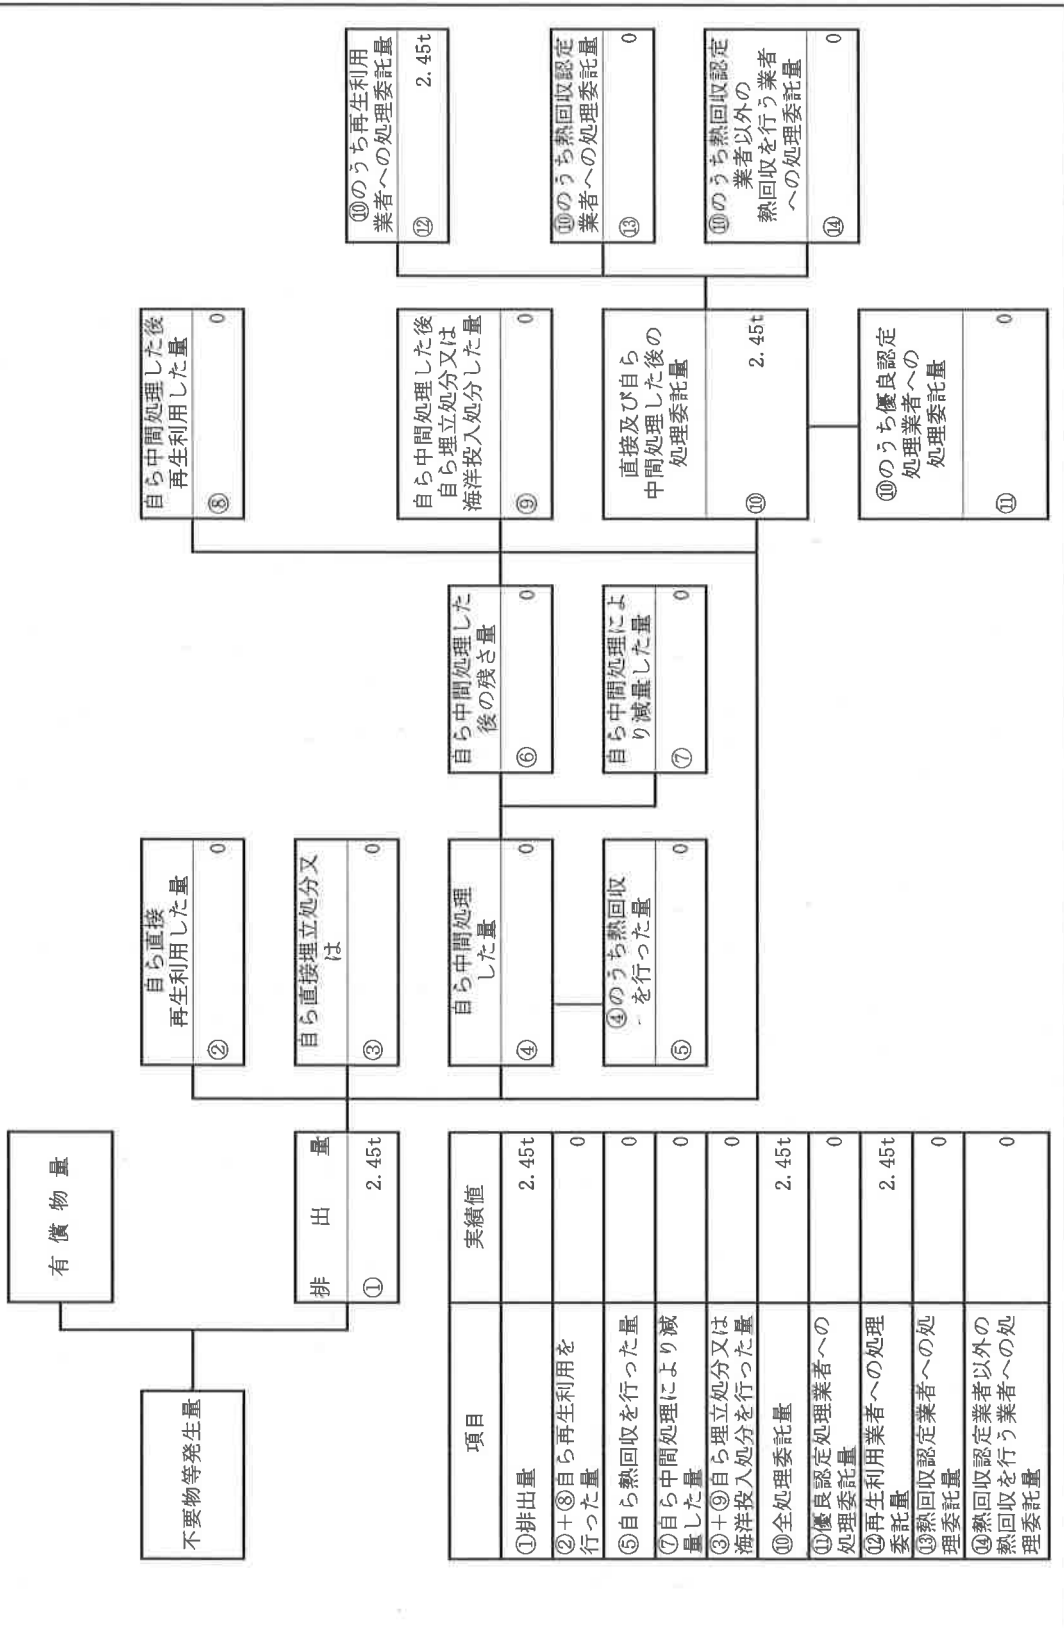 有償物量
不要物等発生量
排出量
① 2.45t
自ら直接
再生利用した量
② 0
自ら直接埋立処分又
は
③ 0
自ら中間処理
した量
④ 0
④のうち熱回収
を行った量
⑤ 0
自ら中間処理した
後の残さ量
⑥ 0
自ら中間処理によ
り減量した量
⑦ 0
自ら中間処理した後
再生利用した量
⑧ 0
自ら中間処理した後
自ら埋立処分又は
海洋投入処分した量
⑨ 0
直接及び自ら
中間処理した後の
処理委託量
⑩ 2.45t
⑩のうち優良認定
処理業者への
処理委託量
⑪ 0
⑩のうち再生利用
業者への処理委託量
⑫ 2.45t
⑩のうち熱回収認定
業者への処理委託量
⑬ 0
⑩のうち熱回収認定
業者以外の
熱回収を行う業者
への処理委託量
⑭ 0
項目 実績値
①排出量 2.45t
②+⑧自ら再生利用を
行った量 0
⑤自ら熱回収を行った量 0
⑦自ら中間処理により減
量した量 0
③+⑨自ら埋立処分又は
海洋投入処分を行った量 0
⑩全処理委託量 2.45t
⑪優良認定処理業者への
処理委託量 0
⑫再生利用業者への処理
委託量 2.45t
⑬熱回収認定業者への処
理委託量 0
⑭熱回収認定業者以外の
熱回収を行う業者への処
理委託量 0